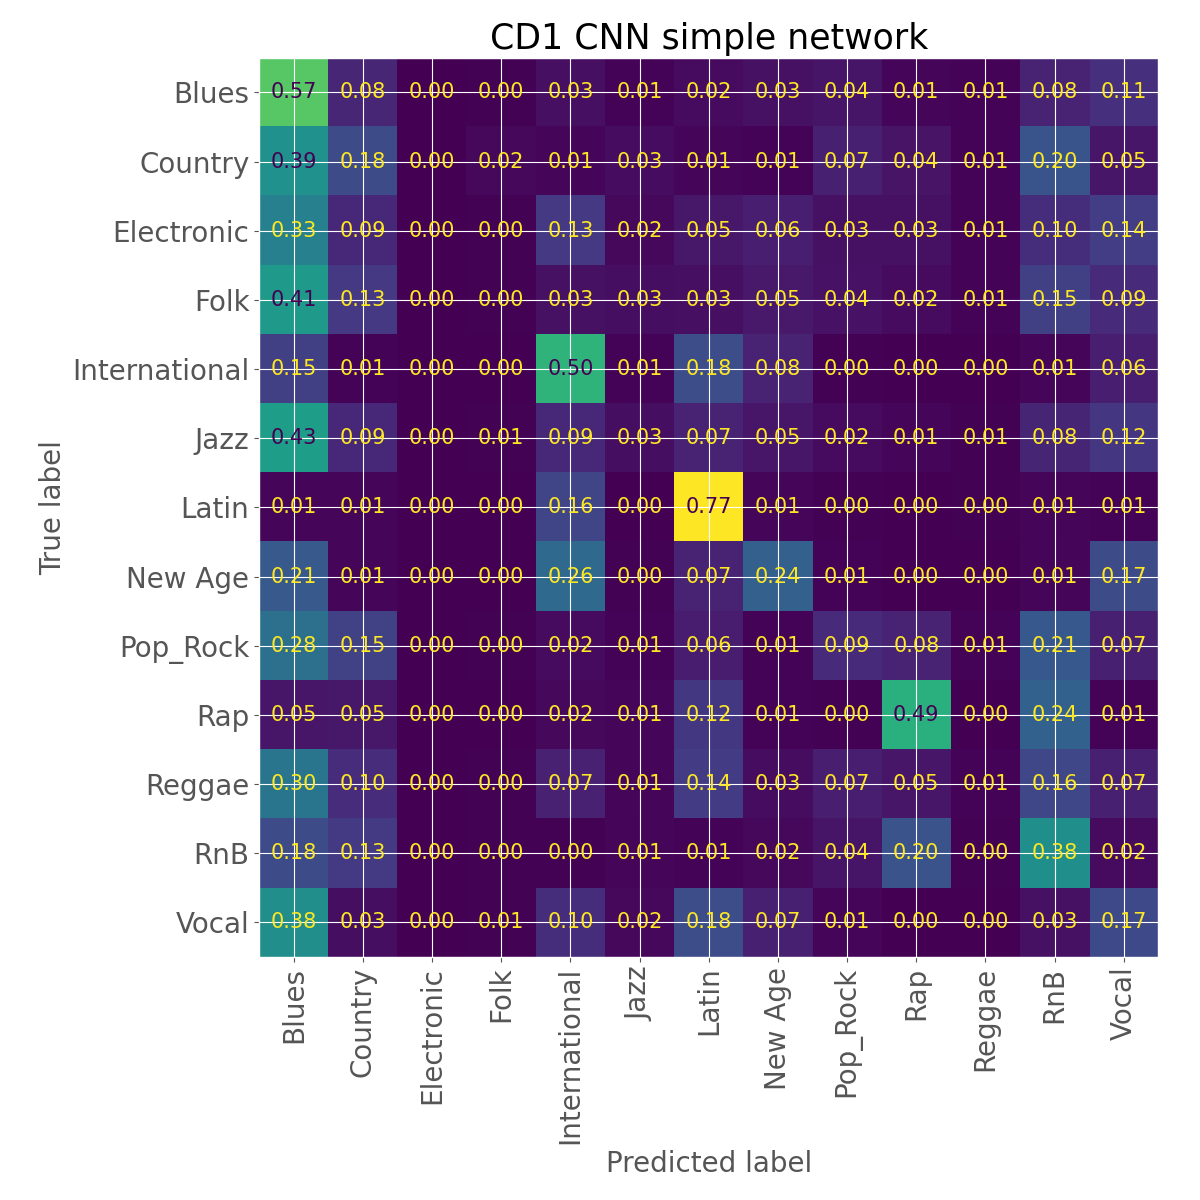 CD1 CNN simple network
Blues 0.57 0.08 0.00 0.00 0.03 0.01 0.02 0.03 0.04 0.01 0.01 0.08 0.11
Country 0.39 0.18 0.00 0.02 0.01 0.03 0.01 0.01 0.07 0.04 0.01 0.20 0.05
Electronic 0.33 0.09 0.00 0.00 0.13 0.02 0.05 0.06 0.03 0.03 0.01 0.10 0.14
Folk 0.41 0.13 0.00 0.00 0.03 0.03 0.03 0.05 0.04 0.02 0.01 0.15 0.09
International 0.15 0.01 0.00 0.00 0.50 0.01 0.18 0.08 0.00 0.00 0.00 0.01 0.06
Jazz 0.43 0.09 0.00 0.01 0.09 0.03 0.07 0.05 0.02 0.01 0.01 0.08 0.12
Latin 0.01 0.01 0.00 0.00 0.16 0.00 0.77 0.01 0.00 0.00 0.00 0.01 0.01
New Age 0.21 0.01 0.00 0.00 0.26 0.00 0.07 0.24 0.01 0.00 0.00 0.01 0.17
Pop_Rock 0.28 0.15 0.00 0.00 0.02 0.01 0.06 0.01 0.09 0.08 0.01 0.21 0.07
Rap 0.05 0.05 0.00 0.00 0.02 0.01 0.12 0.01 0.00 0.49 0.00 0.24 0.01
Reggae 0.30 0.10 0.00 0.00 0.07 0.01 0.14 0.03 0.07 0.05 0.01 0.16 0.07
RnB 0.18 0.13 0.00 0.00 0.00 0.01 0.01 0.02 0.04 0.20 0.00 0.38 0.02
Vocal 0.38 0.03 0.00 0.01 0.10 0.02 0.18 0.07 0.01 0.00 0.00 0.03 0.17
True label
Blues Country Electronic Folk International Jazz Latin New Age Pop_Rock Rap Reggae RnB Vocal
Predicted label